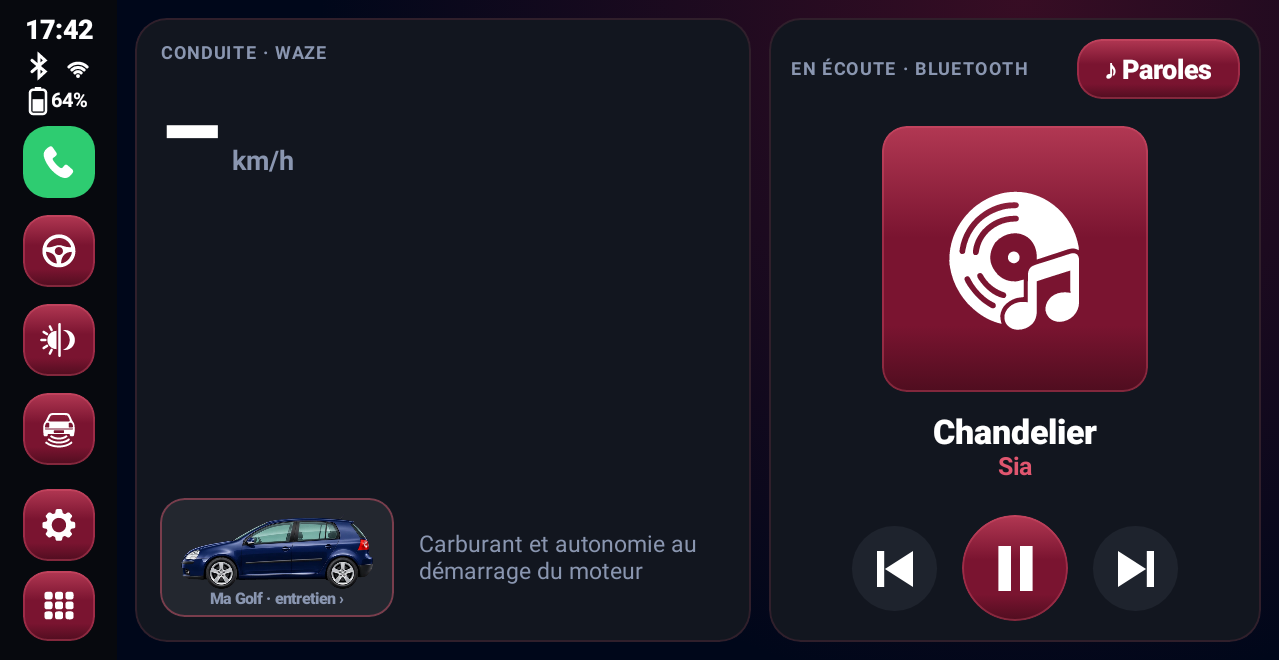 17:42
64%
CONDUITE · WAZE
km/h
Ma Golf · entretien ›
Carburant et autonomie au
démarrage du moteur
EN ÉCOUTE · BLUETOOTH
♪ Paroles
Chandelier
Sia